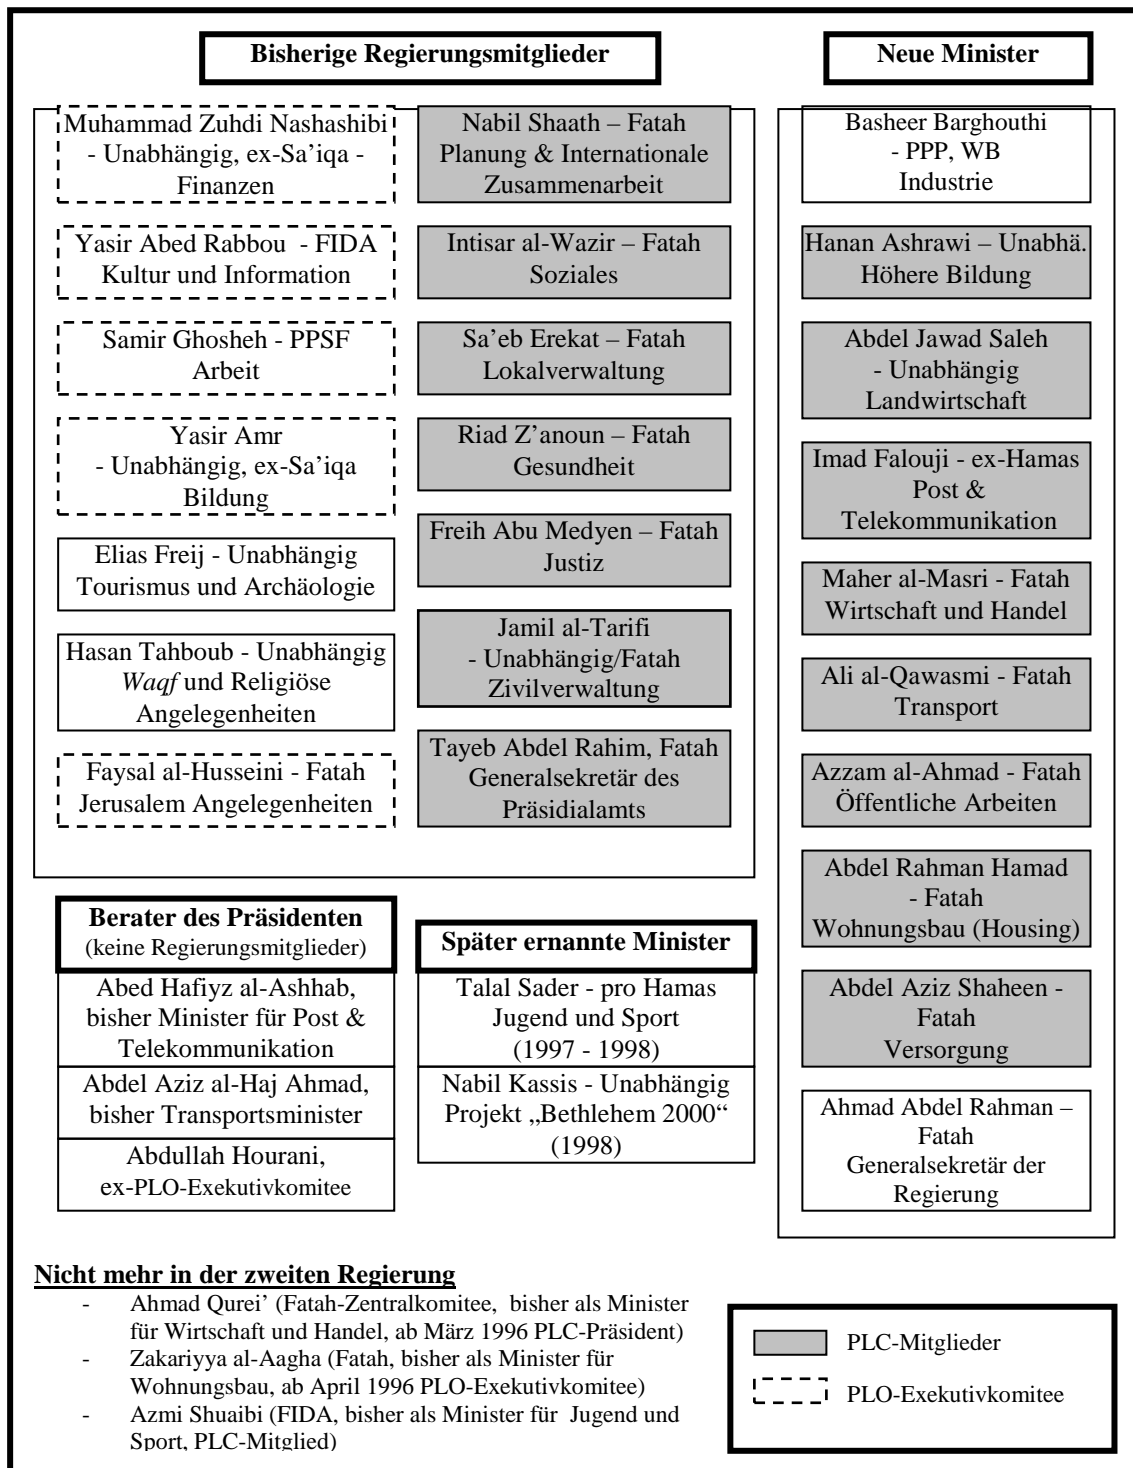 Bisherige Regierungsmitglieder
Muhammad Zuhdi Nashashibi
- Unabhängig, ex-Sa’iqa -
Finanzen
Yasir Abed Rabbou - FIDA
Kultur und Information
Samir Ghosheh - PPSF
Arbeit
Yasir Amr
- Unabhängig, ex-Sa’iqa
Bildung
Elias Freij - Unabhängig
Tourismus und Archäologie
Hasan Tahboub - Unabhängig
Waqf und Religiöse
Angelegenheiten
Faysal al-Husseini - Fatah
Jerusalem Angelegenheiten
Nabil Shaath – Fatah
Planung & Internationale
Zusammenarbeit
Intisar al-Wazir – Fatah
Soziales
Sa’eb Erekat – Fatah
Lokalverwaltung
Riad Z’anoun – Fatah
Gesundheit
Freih Abu Medyen – Fatah
Justiz
Jamil al-Tarifi
- Unabhängig/Fatah
Zivilverwaltung
Tayeb Abdel Rahim, Fatah
Generalsekretär des
Präsidialamts
Neue Minister
Basheer Barghouthi
- PPP, WB
Industrie
Hanan Ashrawi – Unabhä.
Höhere Bildung
Abdel Jawad Saleh
- Unabhängig
Landwirtschaft
Imad Falouji - ex-Hamas
Post &
Telekommunikation
Maher al-Masri - Fatah
Wirtschaft und Handel
Ali al-Qawasmi - Fatah
Transport
Azzam al-Ahmad - Fatah
Öffentliche Arbeiten
Abdel Rahman Hamad
- Fatah
Wohnungsbau (Housing)
Abdel Aziz Shaheen -
Fatah
Versorgung
Ahmad Abdel Rahman –
Fatah
Generalsekretär der
Regierung
Berater des Präsidenten
(keine Regierungsmitglieder)
Abed Hafiyz al-Ashhab,
bisher Minister für Post &
Telekommunikation
Abdel Aziz al-Haj Ahmad,
bisher Transportsminister
Abdullah Hourani,
ex-PLO-Exekutivkomitee
Später ernannte Minister
Talal Sader - pro Hamas
Jugend und Sport
(1997 - 1998)
Nabil Kassis - Unabhängig
Projekt „Bethlehem 2000“
(1998)
Nicht mehr in der zweiten Regierung
- Ahmad Qurei’ (Fatah-Zentralkomitee, bisher als Minister
für Wirtschaft und Handel, ab März 1996 PLC-Präsident)
- Zakariyya al-Aagha (Fatah, bisher als Minister für
Wohnungsbau, ab April 1996 PLO-Exekutivkomitee)
- Azmi Shuaibi (FIDA, bisher als Minister für Jugend und
Sport, PLC-Mitglied)
PLC-Mitglieder
PLO-Exekutivkomitee